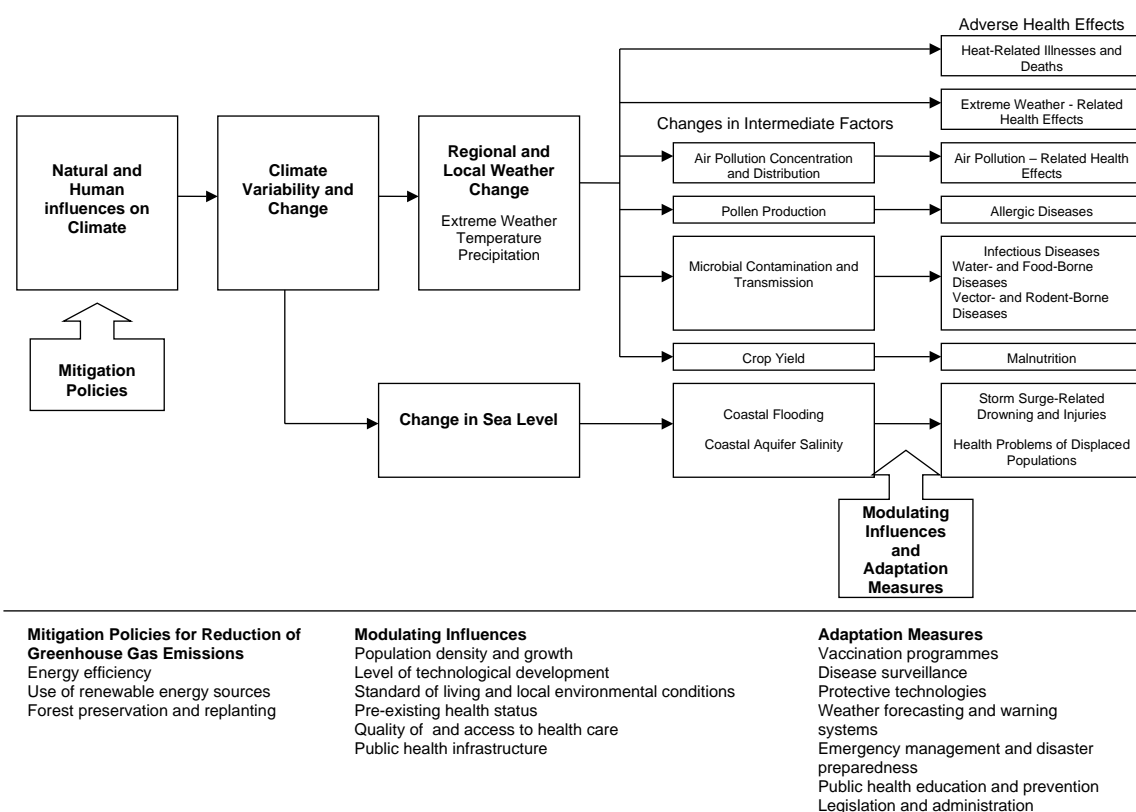 Adverse Health Effects
Heat-Related Illnesses and
Deaths
Extreme Weather - Related
Health Effects
Changes in Intermediate Factors
Natural and
Human
influences on
Climate
Climate
Variability and
Change
Regional and
Local Weather
Change
Extreme Weather
Temperature
Precipitation
Air Pollution Concentration
and Distribution
Air Pollution – Related Health
Effects
Pollen Production
Allergic Diseases
Microbial Contamination and
Transmission
Infectious Diseases
Water- and Food-Borne
Diseases
Vector- and Rodent-Borne
Diseases
Crop Yield
Malnutrition
Mitigation
Policies
Change in Sea Level
Coastal Flooding
Coastal Aquifer Salinity
Storm Surge-Related
Drowning and Injuries
Health Problems of Displaced
Populations
Modulating
Influences
and
Adaptation
Measures
Mitigation Policies for Reduction of
Greenhouse Gas Emissions
Energy efficiency
Use of renewable energy sources
Forest preservation and replanting
Modulating Influences
Population density and growth
Level of technological development
Standard of living and local environmental conditions
Pre-existing health status
Quality of  and access to health care
Public health infrastructure
Adaptation Measures
Vaccination programmes
Disease surveillance
Protective technologies
Weather forecasting and warning
systems
Emergency management and disaster
preparedness
Public health education and prevention
Legislation and administration